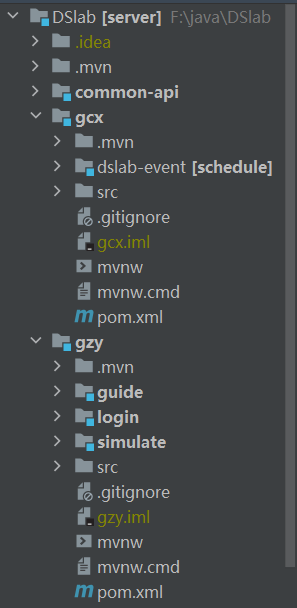 DSlab [server] F:\java\DSlab
.idea
.mvn
common-api
gcx
.mvn
dslab-event [schedule]
src
.gitignore
gcx.iml
mvnw
mvnw.cmd
pom.xml
gzy
.mvn
guide
login
simulate
src
.gitignore
gzy.iml
mvnw
mvnw.cmd
pom.xml